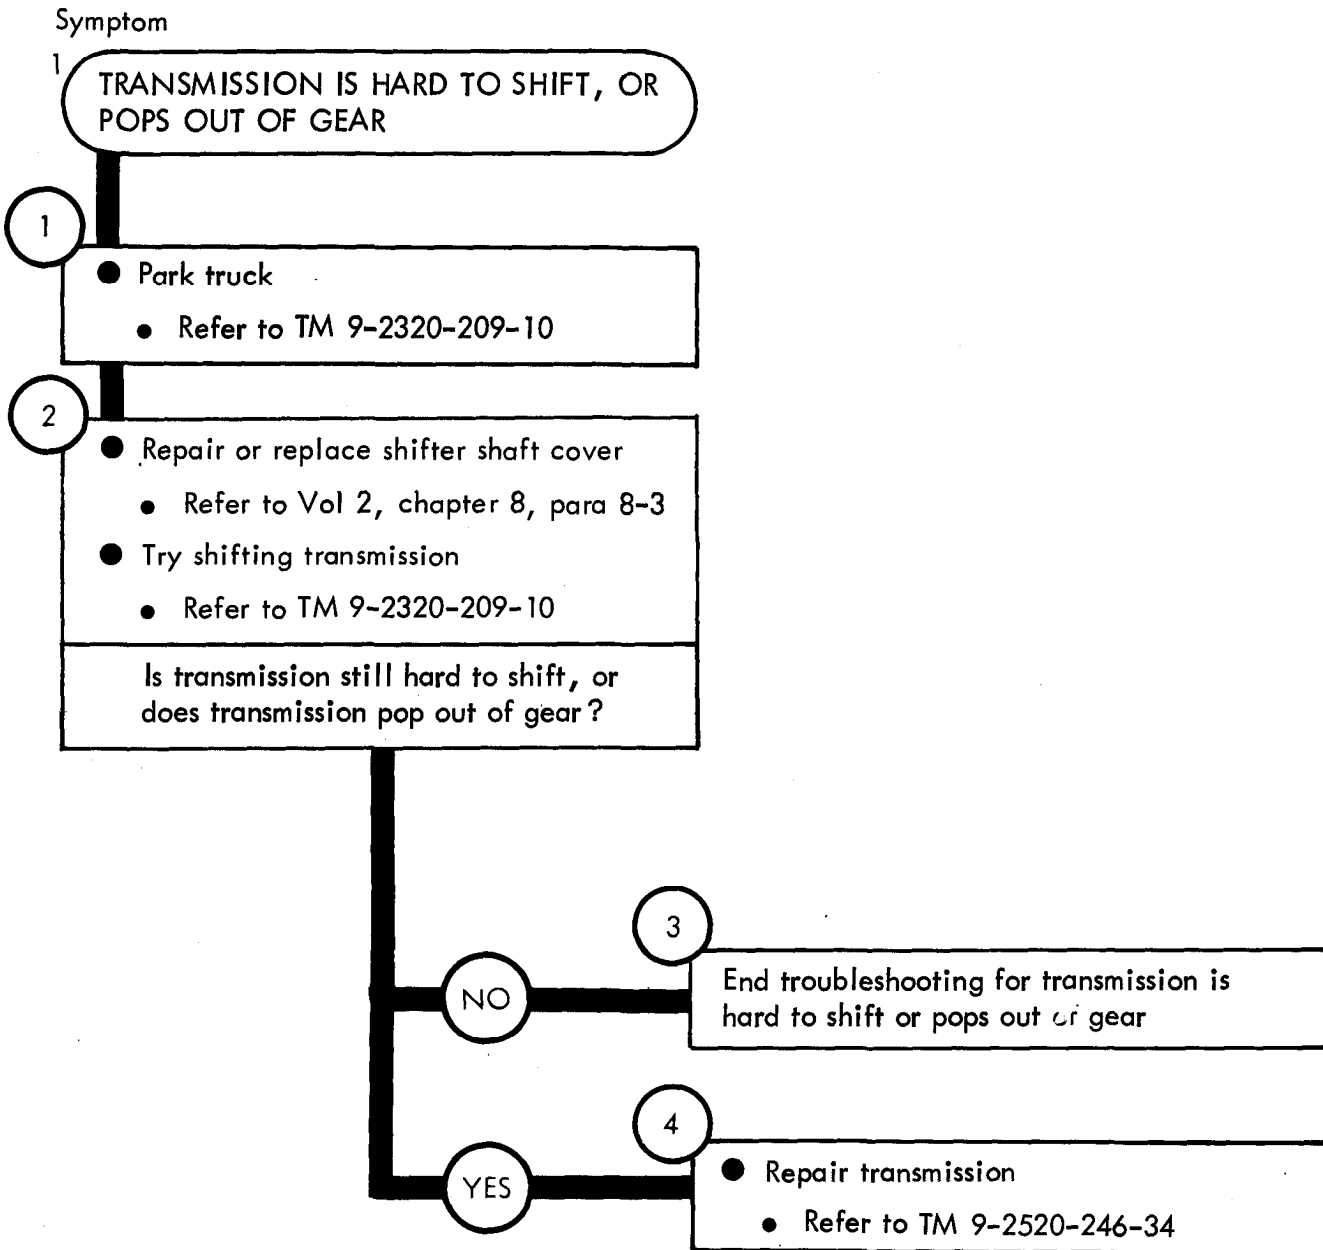 Symptom
1
TRANSMISSION IS HARD TO SHIFT, OR
POPS OUT OF GEAR
1
● Park truck
● Refer to TM 9-2320-209-10
2
● Repair or replace shifter shaft cover
● Refer to Vol 2, chapter 8, para 8-3
● Try shifting transmission
● Refer to TM 9-2320-209-10
Is transmission still hard to shift, or
does transmission pop out of gear?
NO
3
End troubleshooting for transmission is
hard to shift or pops out of gear
YES
4
● Repair transmission
● Refer to TM 9-2520-246-34